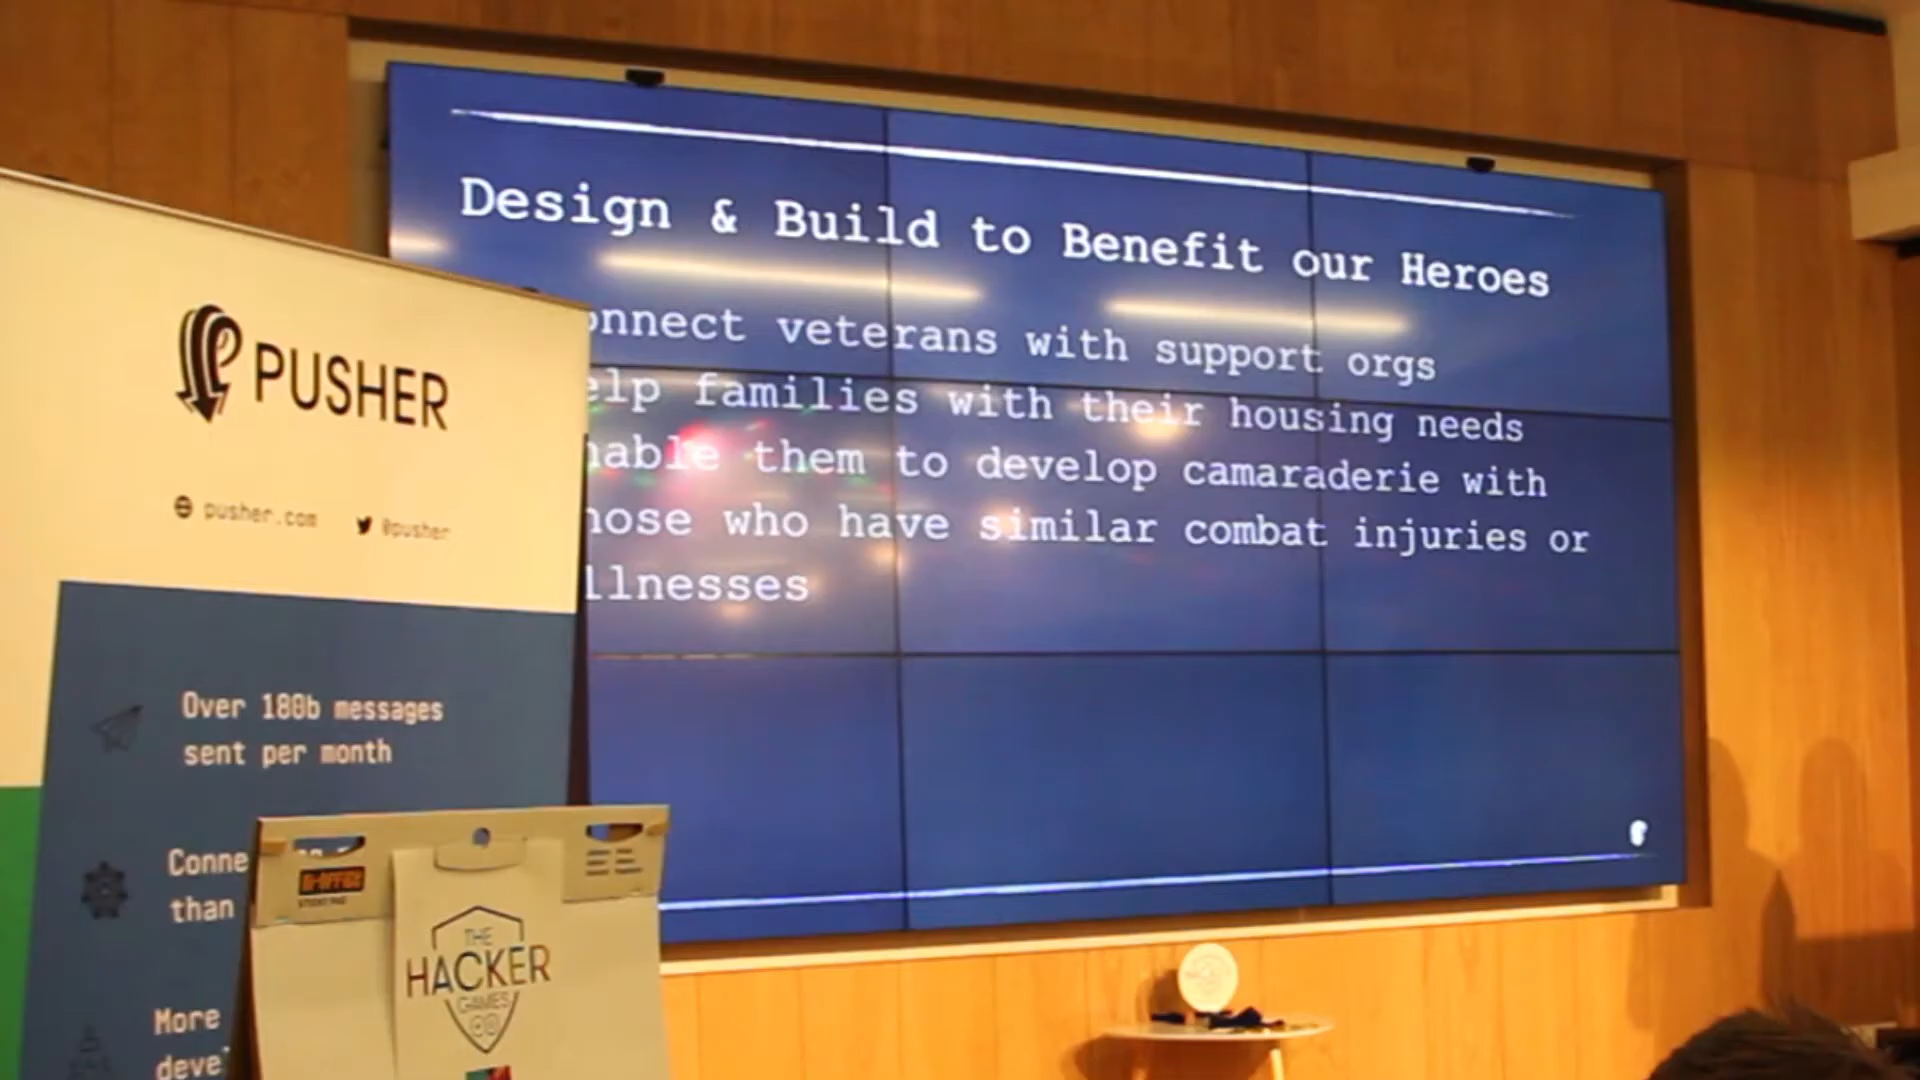 Design & Build to Benefit our Heroes
onnect veterans with support orgs
elp families with their housing needs
nable them to develop camaraderie with
hose who have similar combat injuries or
llnesses
PUSHER
pusher.com @pusher
Over 180b messages
sent per month
Conne
than
More
deve
THE
HACKER
GAMES